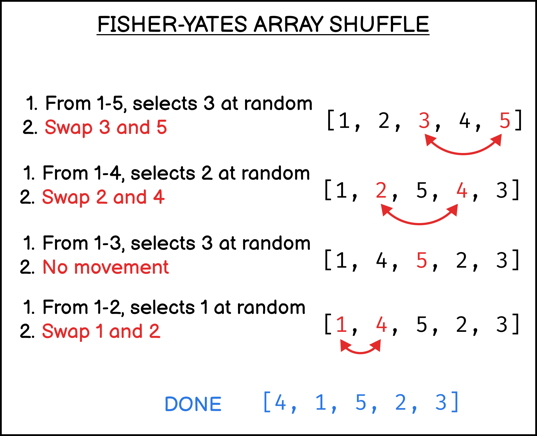 FISHER-YATES ARRAY SHUFFLE
1. From 1-5, selects 3 at random
2. Swap 3 and 5
[1, 2, 3, 4, 5]
1. From 1-4, selects 2 at random
2. Swap 2 and 4
[1, 2, 5, 4, 3]
1. From 1-3, selects 3 at random
2. No movement
[1, 4, 5, 2, 3]
1. From 1-2, selects 1 at random
2. Swap 1 and 2
[1, 4, 5, 2, 3]
DONE [4, 1, 5, 2, 3]